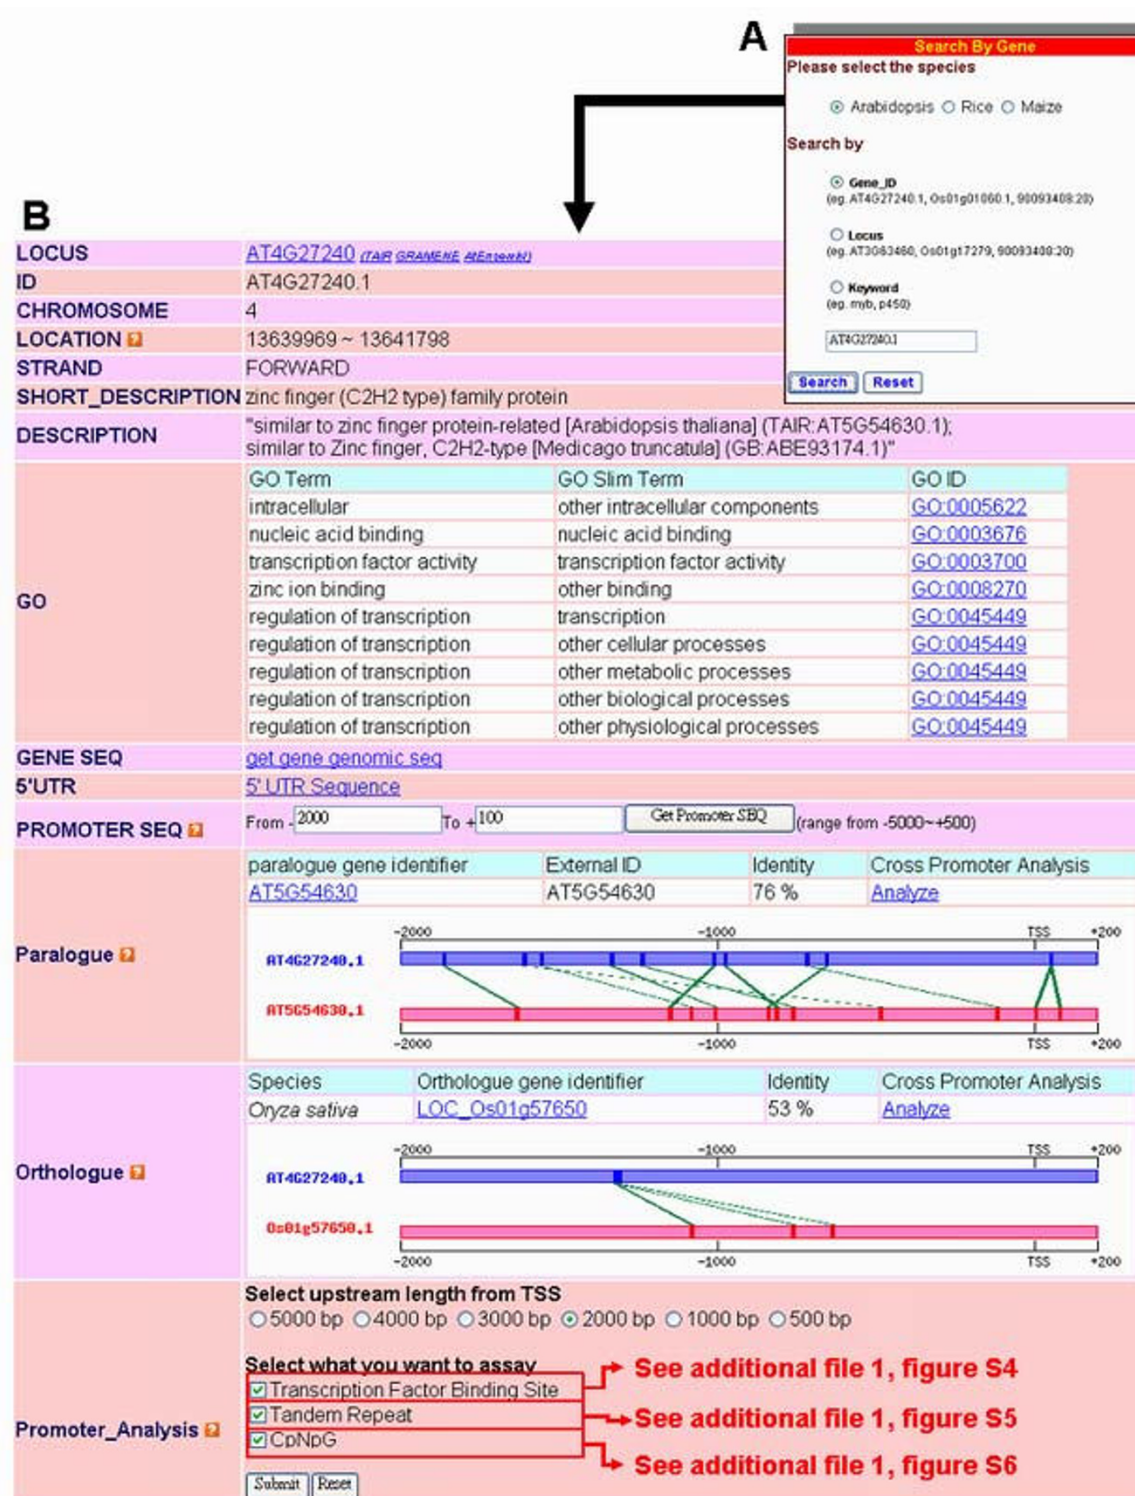 A
Search By Gene
Please select the species
Arabidopsis Rice Maize
Search by
Gene_ID
(eg. AT4G27240.1, Os01g01060.1, 90093408:20)
Locus
(eg. AT3G63460, Os01g17279, 90093408:20)
Keyword
(eg. myb, p450)
AT4G27240.1
Search Reset
B
LOCUS AT4G27240 (TAIR GRAMENE AtEnsembl)
ID AT4G27240.1
CHROMOSOME 4
LOCATION ? 13639969 ~ 13641798
STRAND FORWARD
SHORT_DESCRIPTION zinc finger (C2H2 type) family protein
DESCRIPTION "similar to zinc finger protein-related [Arabidopsis thaliana] (TAIR:AT5G54630.1);
similar to Zinc finger, C2H2-type [Medicago truncatula] (GB:ABE93174.1)"
GO
GO Term GO Slim Term GO ID
intracellular other intracellular components GO:0005622
nucleic acid binding nucleic acid binding GO:0003676
transcription factor activity transcription factor activity GO:0003700
zinc ion binding other binding GO:0008270
regulation of transcription transcription GO:0045449
regulation of transcription other cellular processes GO:0045449
regulation of transcription other metabolic processes GO:0045449
regulation of transcription other biological processes GO:0045449
regulation of transcription other physiological processes GO:0045449
GENE SEQ get gene genomic seq
5'UTR 5' UTR Sequence
PROMOTER SEQ ? From -2000 To +100 Get Promoter SEQ (range from -5000~+500)
Paralogue ?
paralogue gene identifier External ID Identity Cross Promoter Analysis
AT5G54630 AT5G54630 76 % Analyze
-2000 -1000 TSS +200
AT4G27240.1
AT5G54630.1
-2000 -1000 TSS +200
Orthologue ?
Species Orthologue gene identifier Identity Cross Promoter Analysis
Oryza sativa LOC_Os01g57650 53 % Analyze
-2000 -1000 TSS +200
AT4G27240.1
Os01g57650.1
-2000 -1000 TSS +200
Promoter_Analysis ?
Select upstream length from TSS
5000 bp 4000 bp 3000 bp 2000 bp 1000 bp 500 bp
Select what you want to assay
Transcription Factor Binding Site See additional file 1, figure S4
Tandem Repeat See additional file 1, figure S5
CpNpG See additional file 1, figure S6
Submit Reset